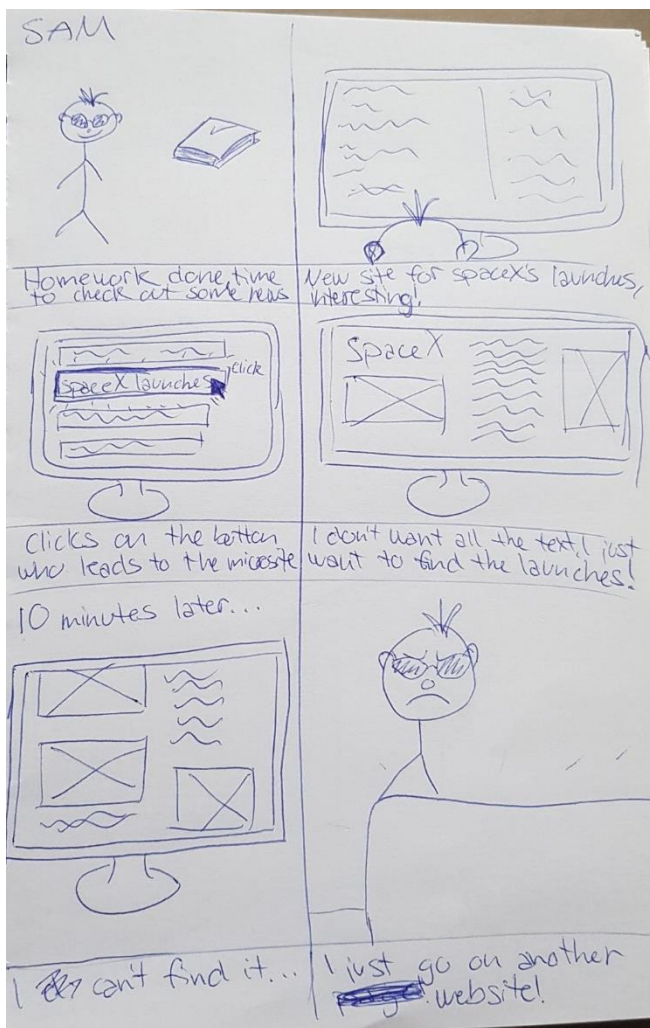 SAM
Homework done, time
to check out some news
New site for spaceX's launches,
interesting!
spaceX launches
click
Clicks on the button
who leads to the microsite
SpaceX
I don't want all the text, I just
want to find the launches!
10 minutes later...
I can't find it...
I just go on another
website!